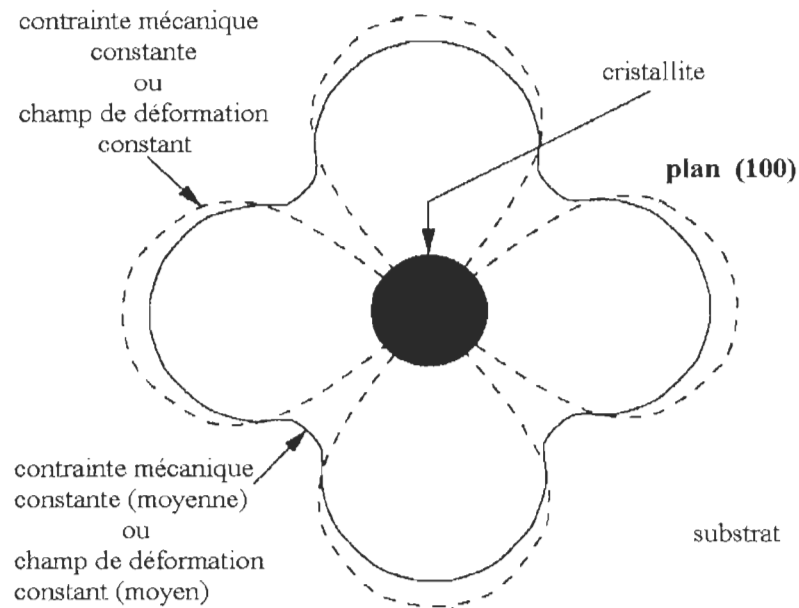 contrainte mécanique
constante
ou
champ de déformation
constant
cristallite
plan (100)
contrainte mécanique
constante (moyenne)
ou
champ de déformation
constant (moyen)
substrat